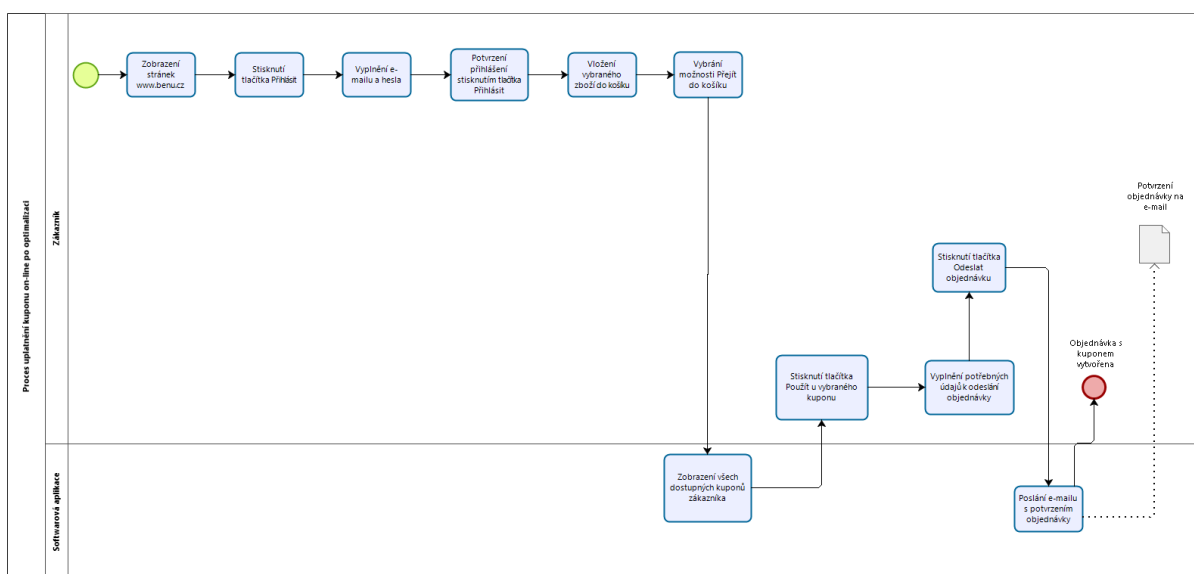 Proces uplatnění kuponu on-line po optimalizaci
Zákazník
Zobrazení
stránek
www.benu.cz
Stisknutí
tlačítka Přihlásit
Vyplnění e-
mailu a hesla
Potvrzení
přihlášení
stisknutím tlačítka
Přihlásit
Vložení
vybraného
zboží do košíku
Vybrání
možnosti Přejít
do košíku
Potvrzení
objednávky na
e-mail
Stisknutí tlačítka
Odeslat
objednávku
Objednávka s
kuponem
vytvořena
Stisknutí tlačítka
Použít u vybraného
kuponu
Vyplnění potřebných
údajů k odeslání
objednávky
Softwarová aplikace
Zobrazení všech
dostupných kuponů
zákazníka
Poslání e-mailu
s potvrzením
objednávky